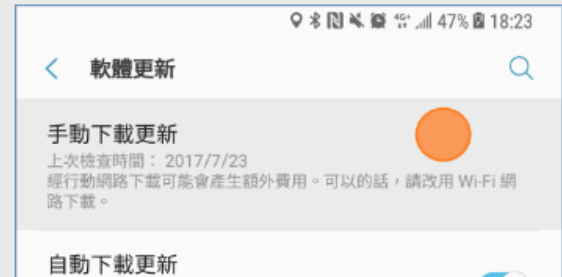 4G+ 47% 18:23
軟體更新
手動下載更新
上次檢查時間： 2017/7/23
經行動網路下載可能會產生額外費用。可以的話，請改用 Wi-Fi 網
路下載。
自動下載更新